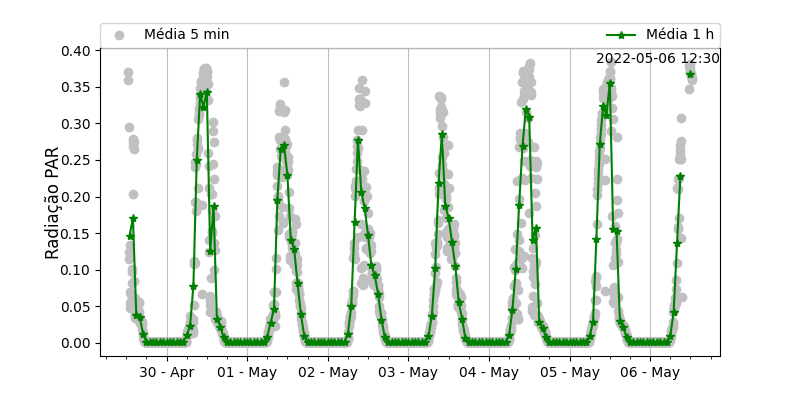 Média 5 min
Média 1 h
2022-05-06 12:30
Radiação PAR
0.40
0.35
0.30
0.25
0.20
0.15
0.10
0.05
0.00
30 - Apr
01 - May
02 - May
03 - May
04 - May
05 - May
06 - May